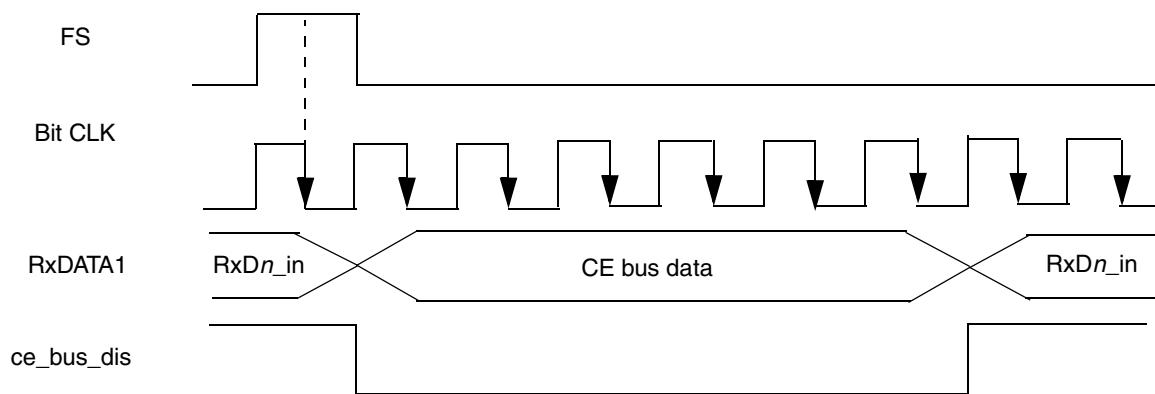 FS
Bit CLK
RxDATA1
RxDn_in
CE bus data
RxDn_in
ce_bus_dis